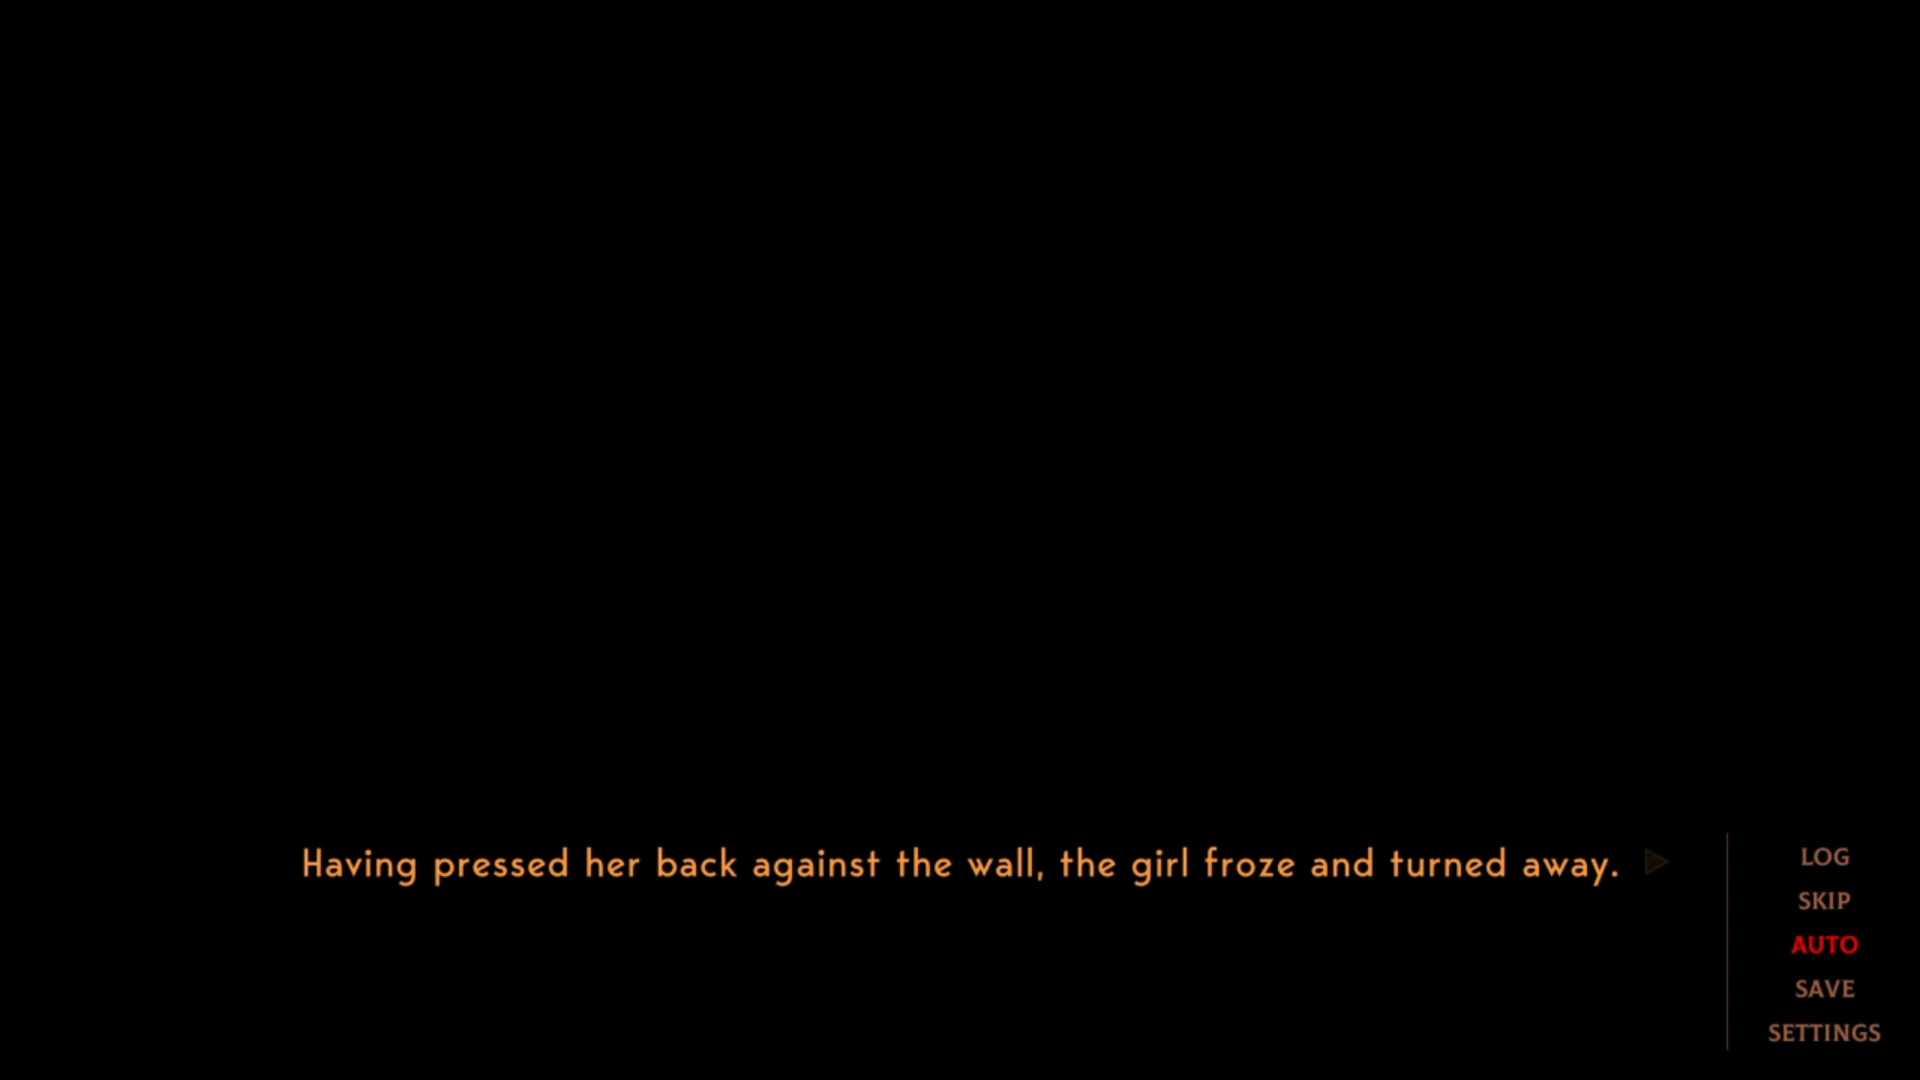 Having pressed her back against the wall, the girl froze and turned away.
LOG
SKIP
AUTO
SAVE
SETTINGS